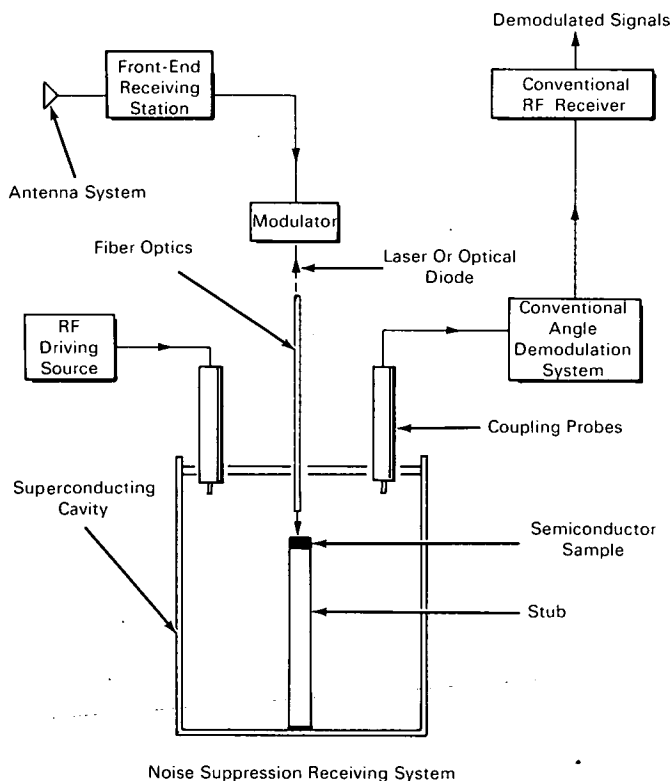 Demodulated Signals
Front-End
Receiving
Station
Conventional
RF Receiver
Antenna System
Modulator
Fiber Optics
Laser Or Optical
Diode
RF
Driving
Source
Conventional
Angle
Demodulation
System
Coupling Probes
Superconducting
Cavity
Semiconductor
Sample
Stub
Noise Suppression Receiving System